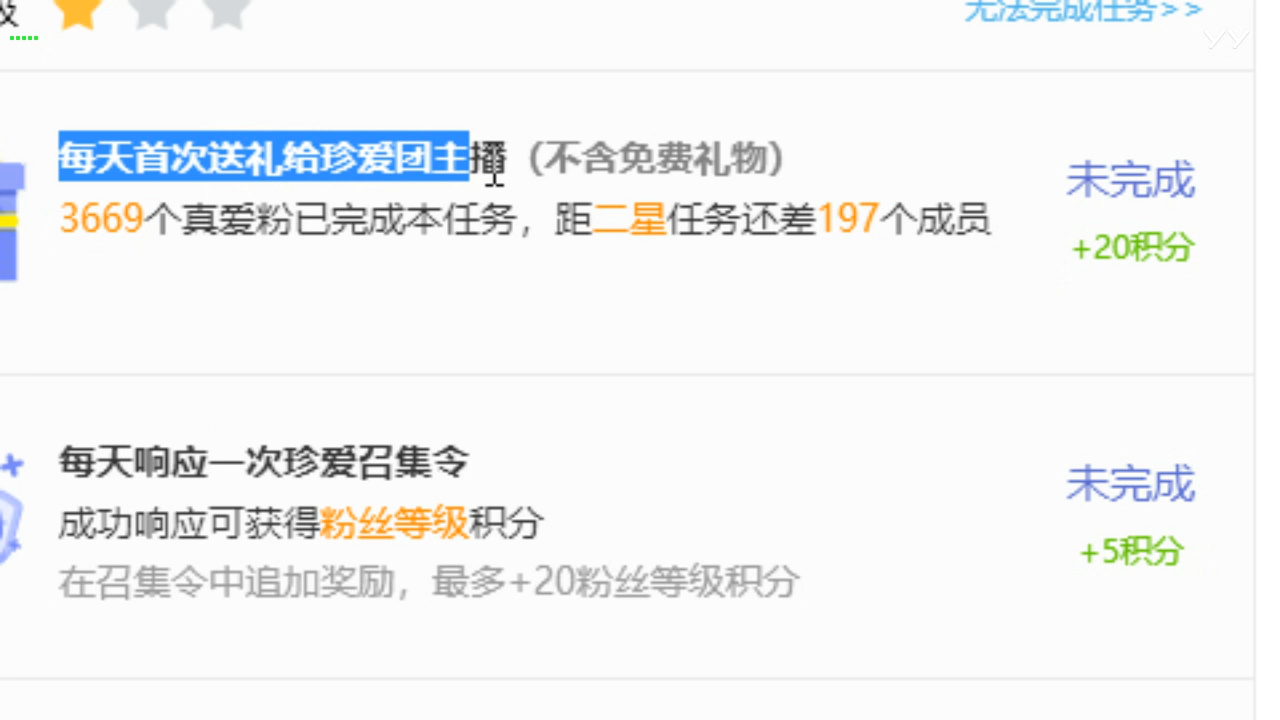 级
无法完成任务>>
YY
每天首次送礼给珍爱团主播（不含免费礼物）
3669个真爱粉已完成本任务，距二星任务还差197个成员
未完成
+20积分
每天响应一次珍爱召集令
成功响应可获得粉丝等级积分
在召集令中追加奖励，最多+20粉丝等级积分
未完成
+5积分